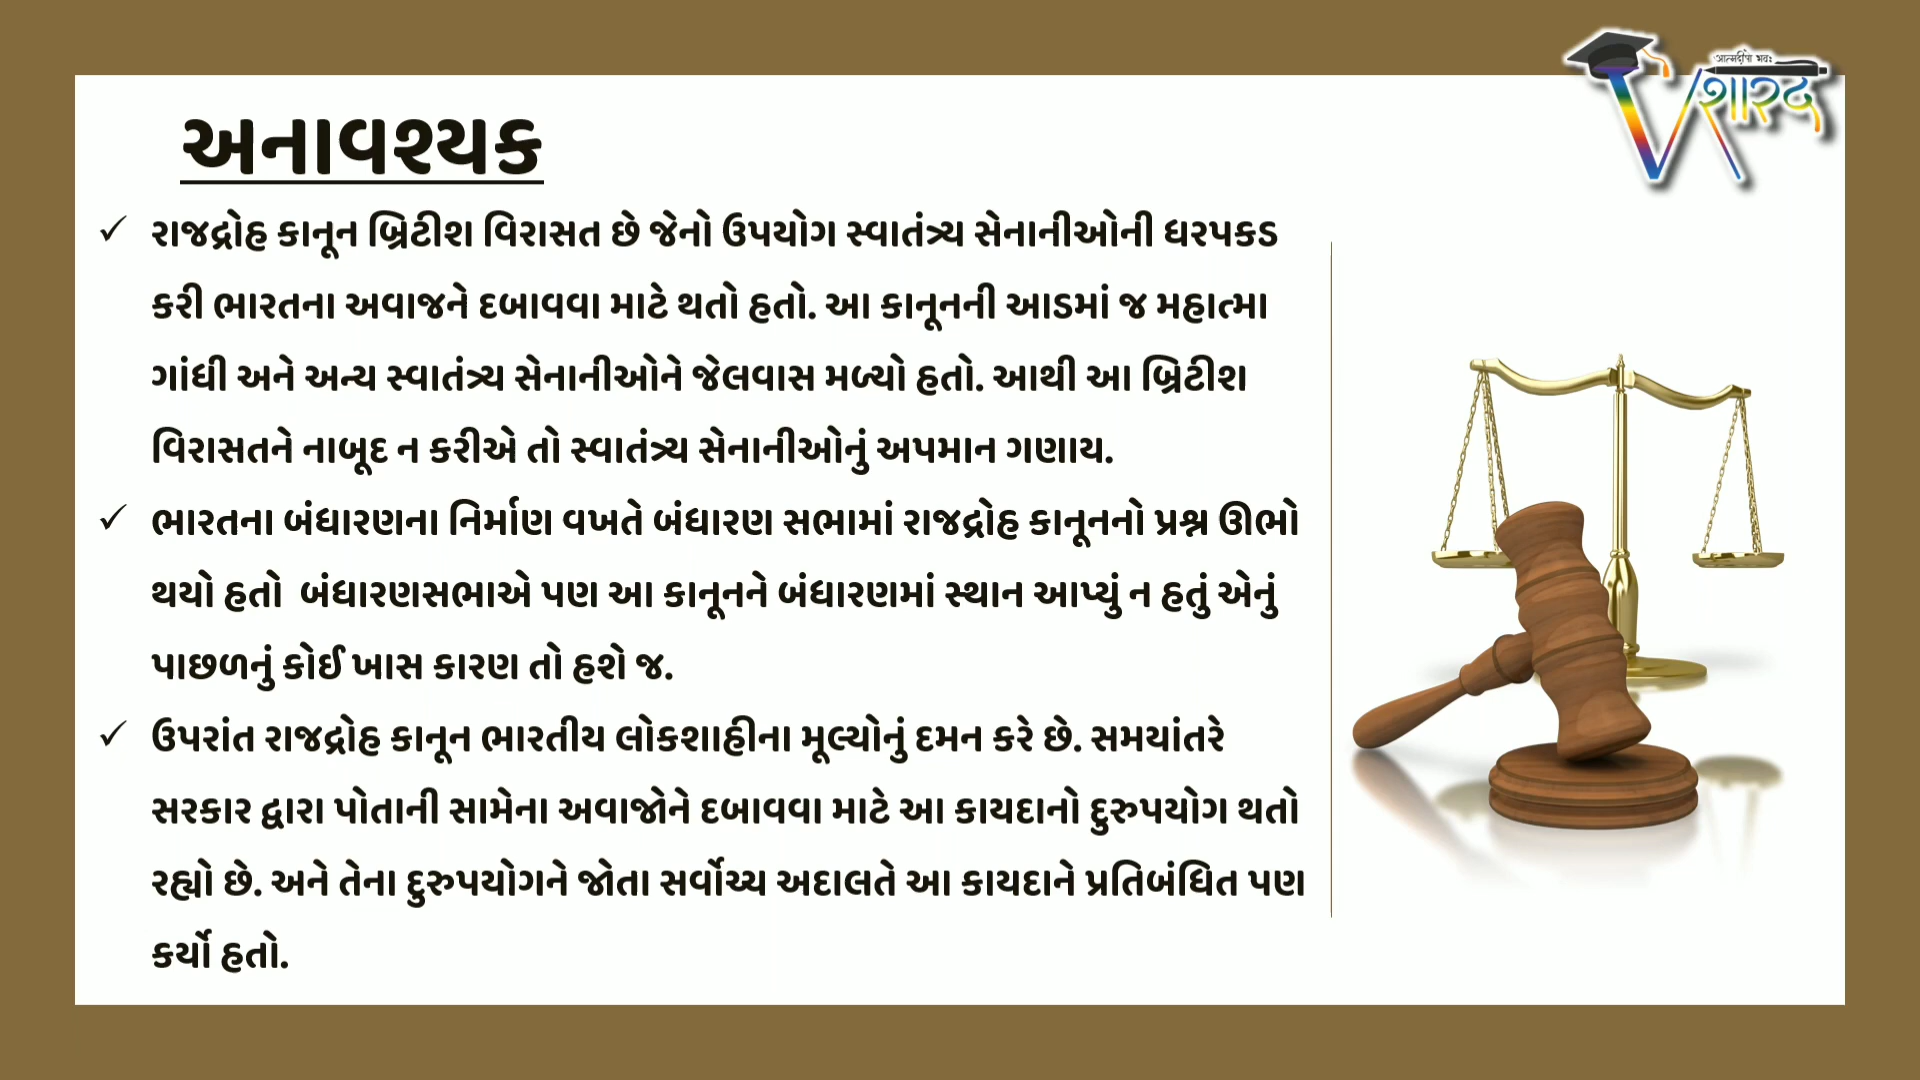 आत्मदीपो भवः
Vશારદ
અનાવશ્યક
✓ રાજદ્રોહ કાનૂન બ્રિટીશ વિરાસત છે જેનો ઉપયોગ સ્વાતંત્ર્ય સેનાનીઓની ધરપકડ
કરી ભારતના અવાજને દબાવવા માટે થતો હતો. આ કાનૂનની આડમાં જ મહાત્મા
ગાંધી અને અન્ય સ્વાતંત્ર્ય સેનાનીઓને જેલવાસ મળ્યો હતો. આથી આ બ્રિટીશ
વિરાસતને નાબૂદ ન કરીએ તો સ્વાતંત્ર્ય સેનાનીઓનું અપમાન ગણાય.
✓ ભારતના બંધારણના નિર્માણ વખતે બંધારણ સભામાં રાજદ્રોહ કાનૂનનો પ્રશ્ન ઊભો
થયો હતો બંધારણસભાએ પણ આ કાનૂનને બંધારણમાં સ્થાન આપ્યું ન હતું એનું
પાછળનું કોઈ ખાસ કારણ તો હશે જ.
✓ ઉપરાંત રાજદ્રોહ કાનૂન ભારતીય લોકશાહીના મૂલ્યોનું દમન કરે છે. સમયાંતરે
સરકાર દ્વારા પોતાની સામેના અવાજોને દબાવવા માટે આ કાયદાનો દુરુપયોગ થતો
રહ્યો છે. અને તેના દુરુપયોગને જોતા સર્વોચ્ચ અદાલતે આ કાયદાને પ્રતિબંધિત પણ
કર્યો હતો.